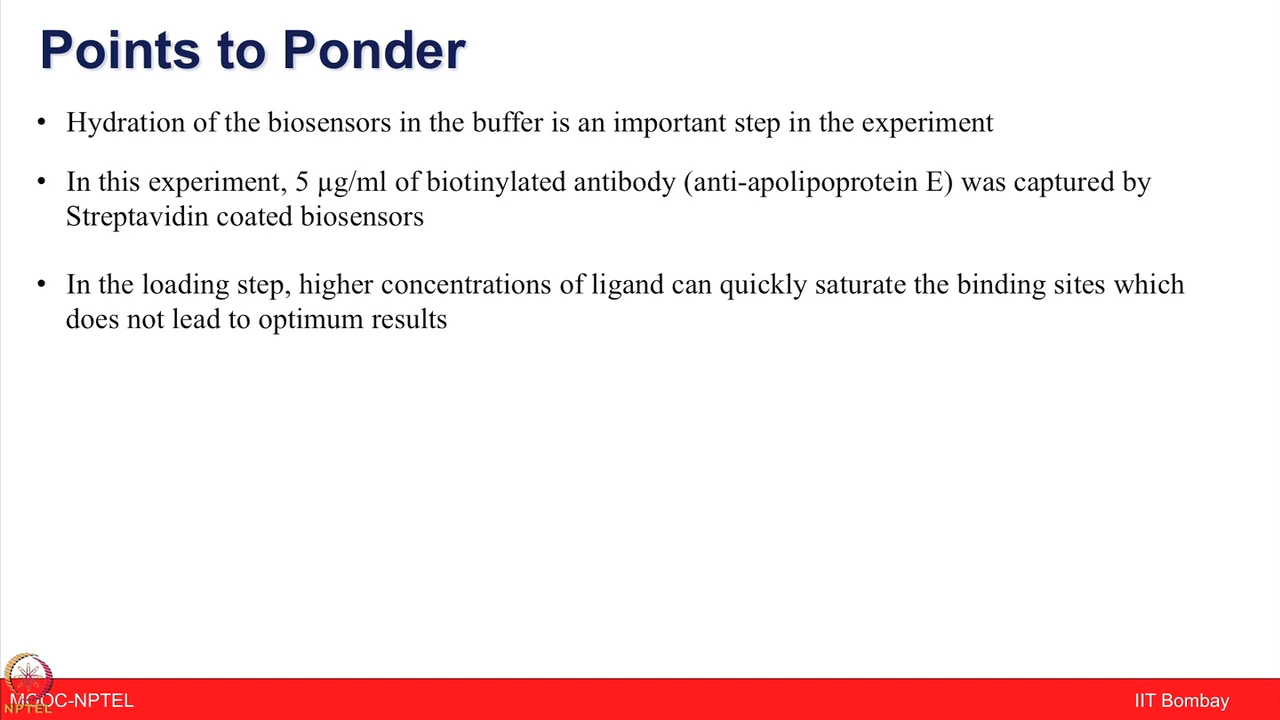 Points to Ponder
• Hydration of the biosensors in the buffer is an important step in the experiment
• In this experiment, 5 µg/ml of biotinylated antibody (anti-apolipoprotein E) was captured by
Streptavidin coated biosensors
• In the loading step, higher concentrations of ligand can quickly saturate the binding sites which
does not lead to optimum results
MOOC-NPTEL
NPTEL
IIT Bombay